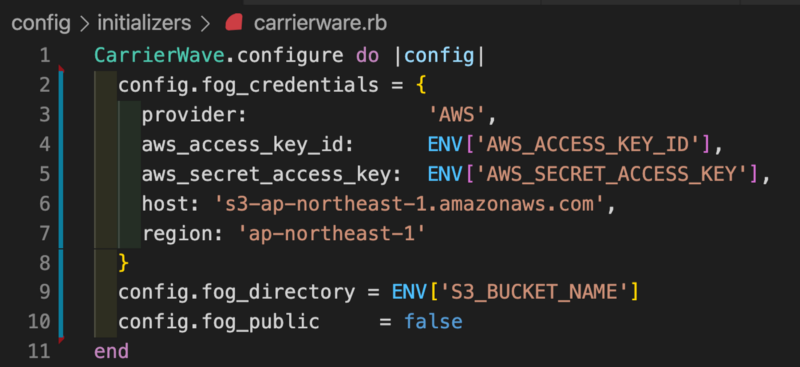 config > initializers > carrierware.rb
1 CarrierWave.configure do |config|
2 config.fog_credentials = {
3 provider: 'AWS',
4 aws_access_key_id: ENV['AWS_ACCESS_KEY_ID'],
5 aws_secret_access_key: ENV['AWS_SECRET_ACCESS_KEY'],
6 host: 's3-ap-northeast-1.amazonaws.com',
7 region: 'ap-northeast-1'
8 }
9 config.fog_directory = ENV['S3_BUCKET_NAME']
10 config.fog_public = false
11 end